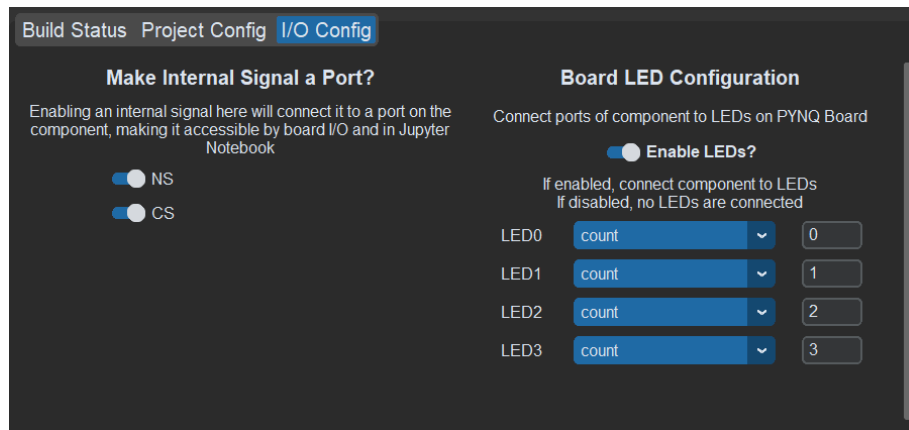 Build Status Project Config I/O Config
Make Internal Signal a Port?
Enabling an internal signal here will connect it to a port on the
component, making it accessible by board I/O and in Jupyter
Notebook
NS
CS
Board LED Configuration
Connect ports of component to LEDs on PYNQ Board
Enable LEDs?
If enabled, connect component to LEDs
If disabled, no LEDs are connected
LED0 count 0
LED1 count 1
LED2 count 2
LED3 count 3